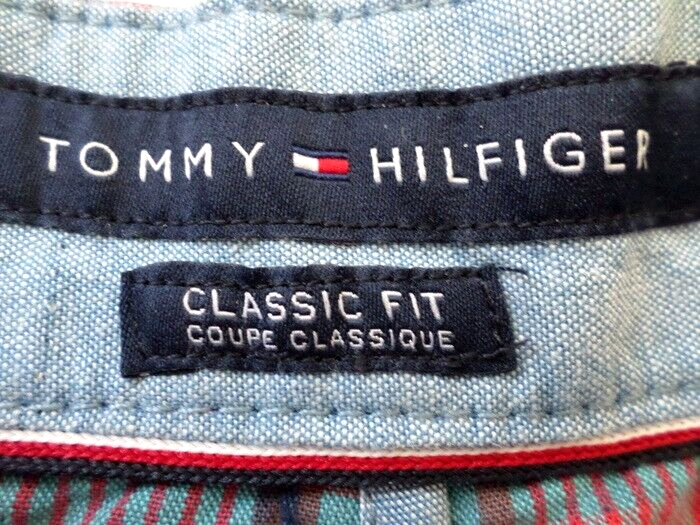 TOMMY HILFIGER
CLASSIC FIT
COUPE CLASSIQUE